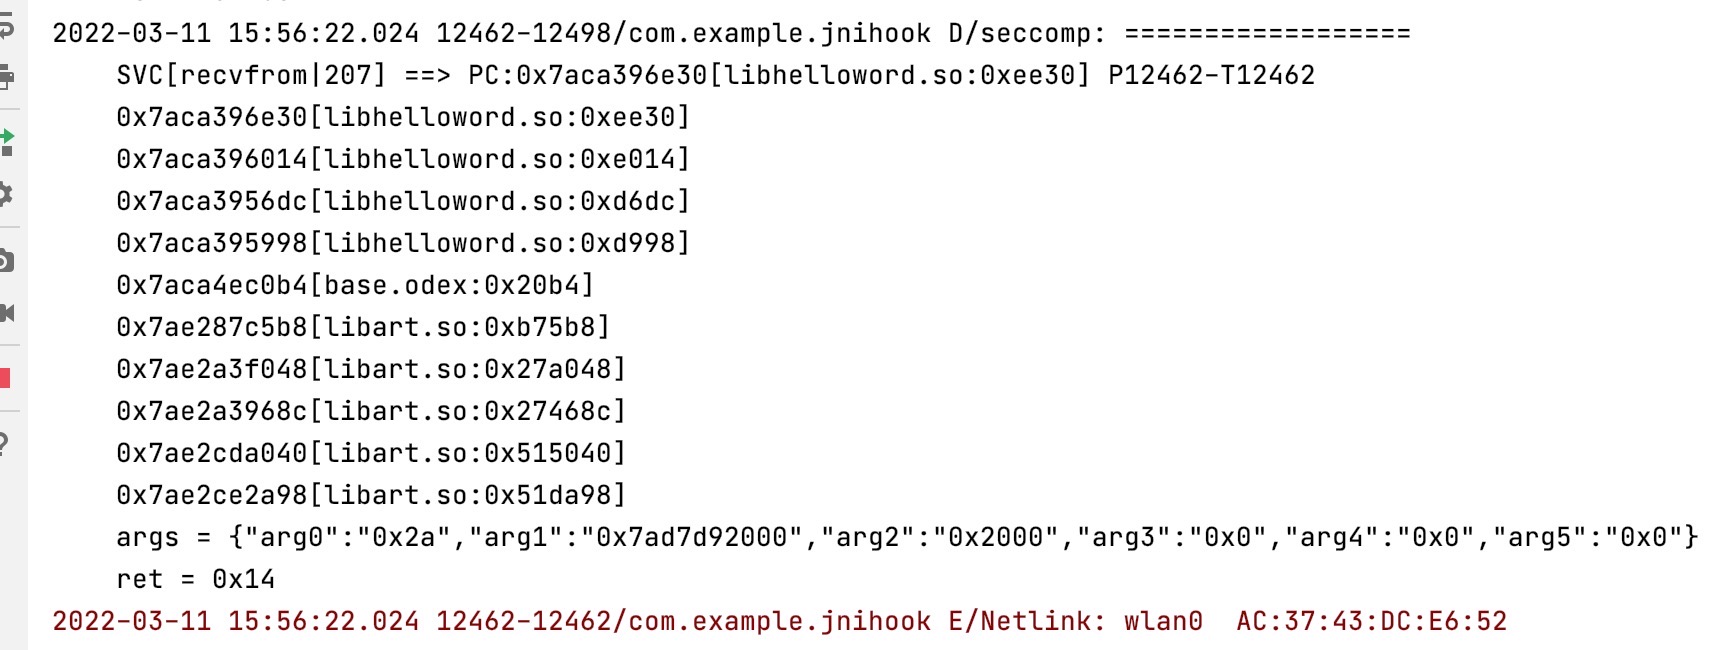 2022-03-11 15:56:22.024 12462-12498/com.example.jnihook D/seccomp: ==================
SVC[recvfrom|207] ==> PC:0x7aca396e30[libhelloword.so:0xee30] P12462-T12462
0x7aca396e30[libhelloword.so:0xee30]
0x7aca396014[libhelloword.so:0xe014]
0x7aca3956dc[libhelloword.so:0xd6dc]
0x7aca395998[libhelloword.so:0xd998]
0x7aca4ec0b4[base.odex:0x20b4]
0x7ae287c5b8[libart.so:0xb75b8]
0x7ae2a3f048[libart.so:0x27a048]
0x7ae2a3968c[libart.so:0x27468c]
0x7ae2cda040[libart.so:0x515040]
0x7ae2ce2a98[libart.so:0x51da98]
args = {"arg0":"0x2a","arg1":"0x7ad7d92000","arg2":"0x2000","arg3":"0x0","arg4":"0x0","arg5":"0x0"}
ret = 0x14
2022-03-11 15:56:22.024 12462-12462/com.example.jnihook E/Netlink: wlan0  AC:37:43:DC:E6:52